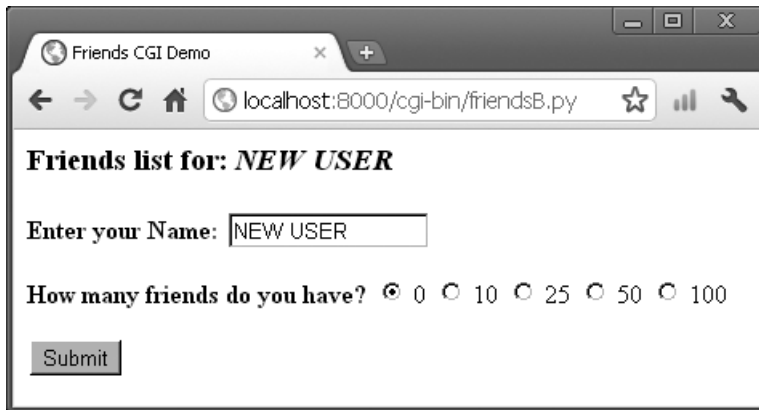 Friends CGI Demo
localhost:8000/cgi-bin/friendsB.py
Friends list for: NEW USER
Enter your Name: NEW USER
How many friends do you have? 0 10 25 50 100
Submit